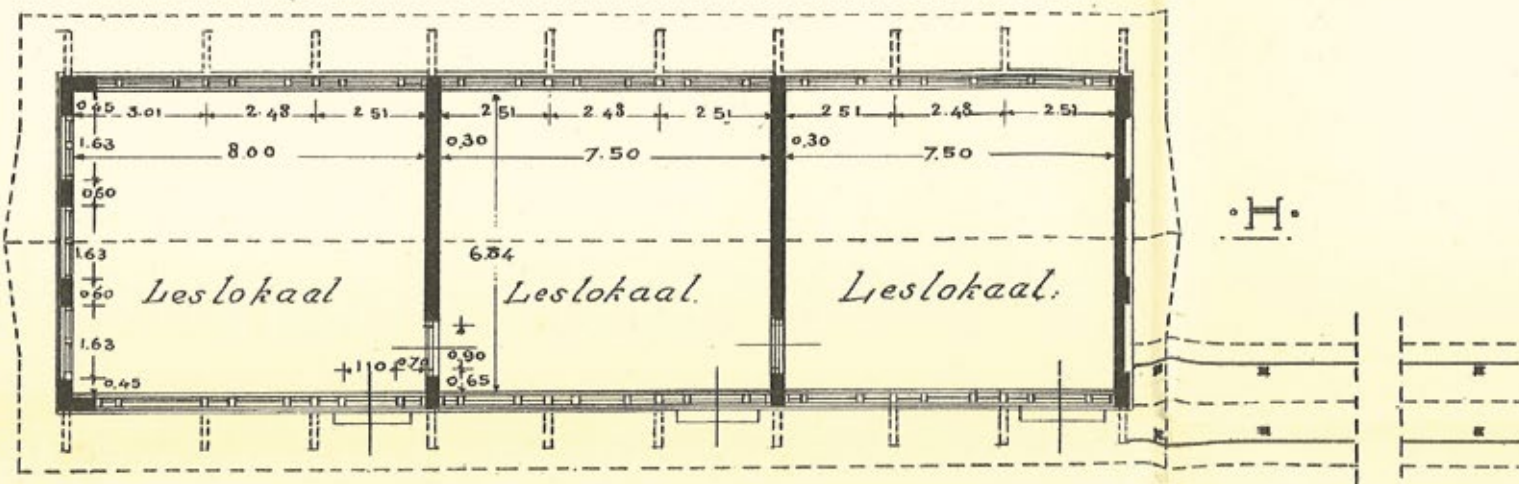 0.45 3.01 2.48 2 51 2 51 2.48 2.51 2 51 2.48 2.51
1.63 8.00 0,30 7.50 0,30 7.50
0.60
1.63 6.84
Leslokaal Leslokaal. Leslokaal.
0.60
1.63 1.10 0.70 0.90
0.45 0.65
H